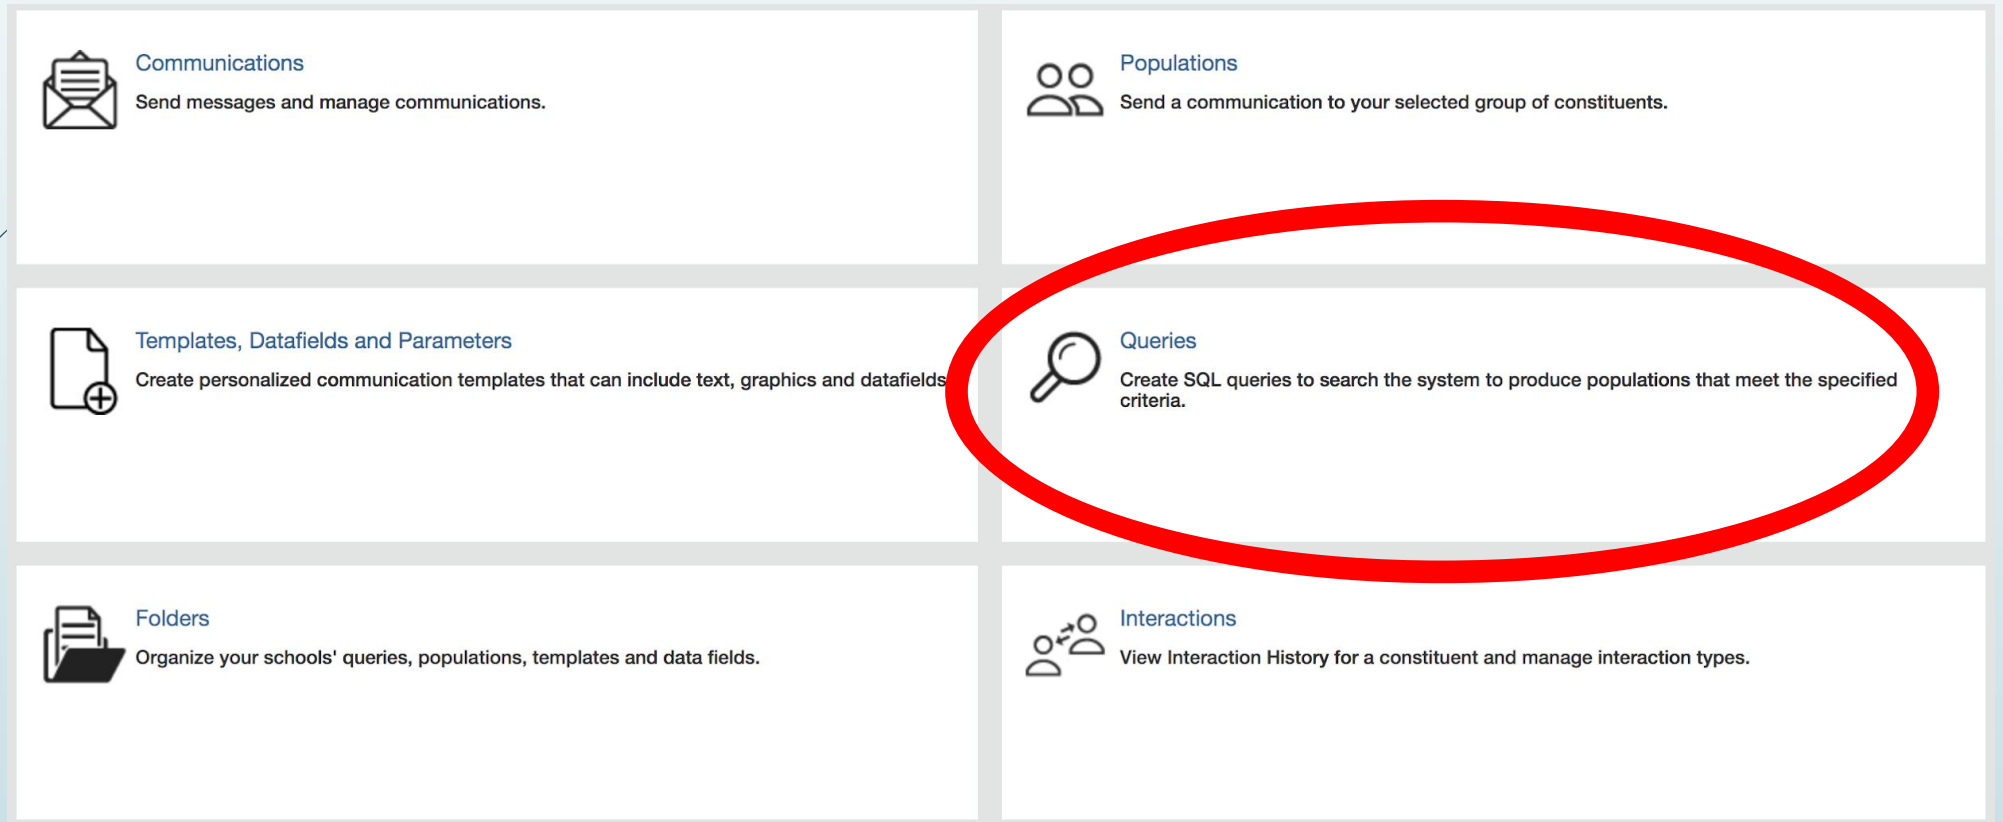 Communications
Send messages and manage communications.
Populations
Send a communication to your selected group of constituents.
Templates, Datafields and Parameters
Create personalized communication templates that can include text, graphics and datafields
Queries
Create SQL queries to search the system to produce populations that meet the specified
criteria.
Folders
Organize your schools' queries, populations, templates and data fields.
Interactions
View Interaction History for a constituent and manage interaction types.